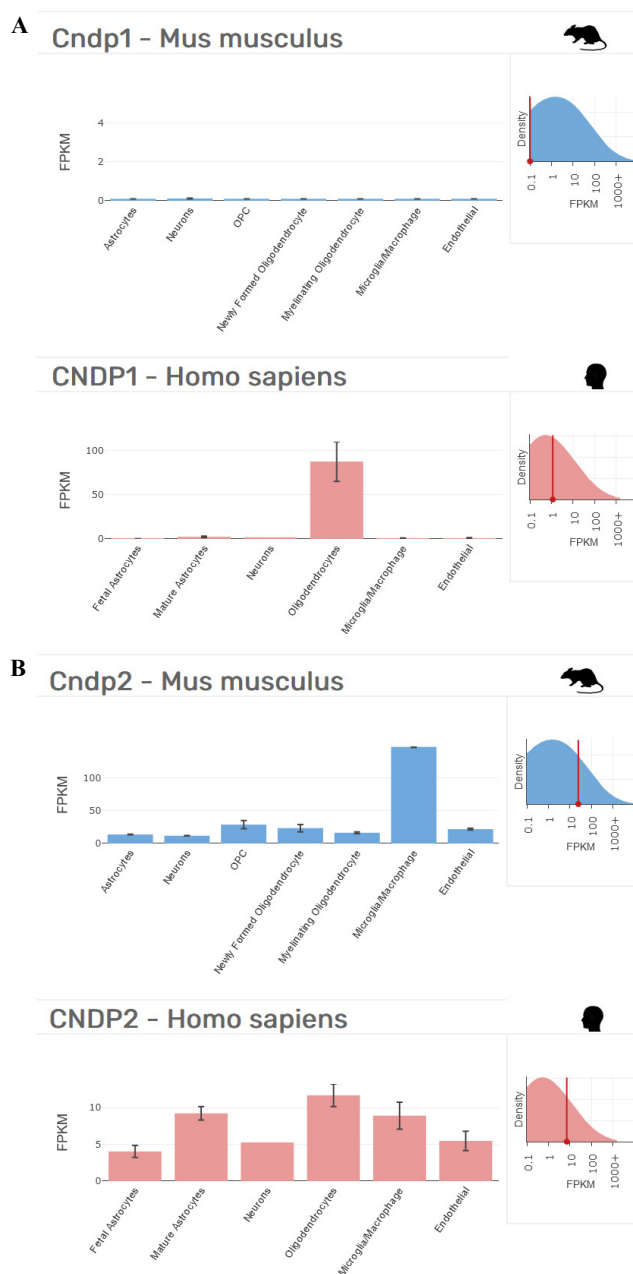 A
Cndp1 - Mus musculus
FPKM
4
2
0
Astrocytes
Neurons
OPC
Newly Formed Oligodendrocyte
Myelinating Oligodendrocyte
Microglia/Macrophage
Endothelial
Density
0.1
1
10
100
1000+
FPKM
CNDP1 - Homo sapiens
FPKM
100
50
0
Fetal Astrocytes
Mature Astrocytes
Neurons
Oligodendrocytes
Microglia/Macrophage
Endothelial
Density
0.1
1
10
100
1000+
FPKM
B
Cndp2 - Mus musculus
FPKM
100
50
0
Astrocytes
Neurons
OPC
Newly Formed Oligodendrocyte
Myelinating Oligodendrocyte
Microglia/Macrophage
Endothelial
Density
0.1
1
10
100
1000+
FPKM
CNDP2 - Homo sapiens
FPKM
10
5
0
Fetal Astrocytes
Mature Astrocytes
Neurons
Oligodendrocytes
Microglia/Macrophage
Endothelial
Density
0.1
1
10
100
1000+
FPKM